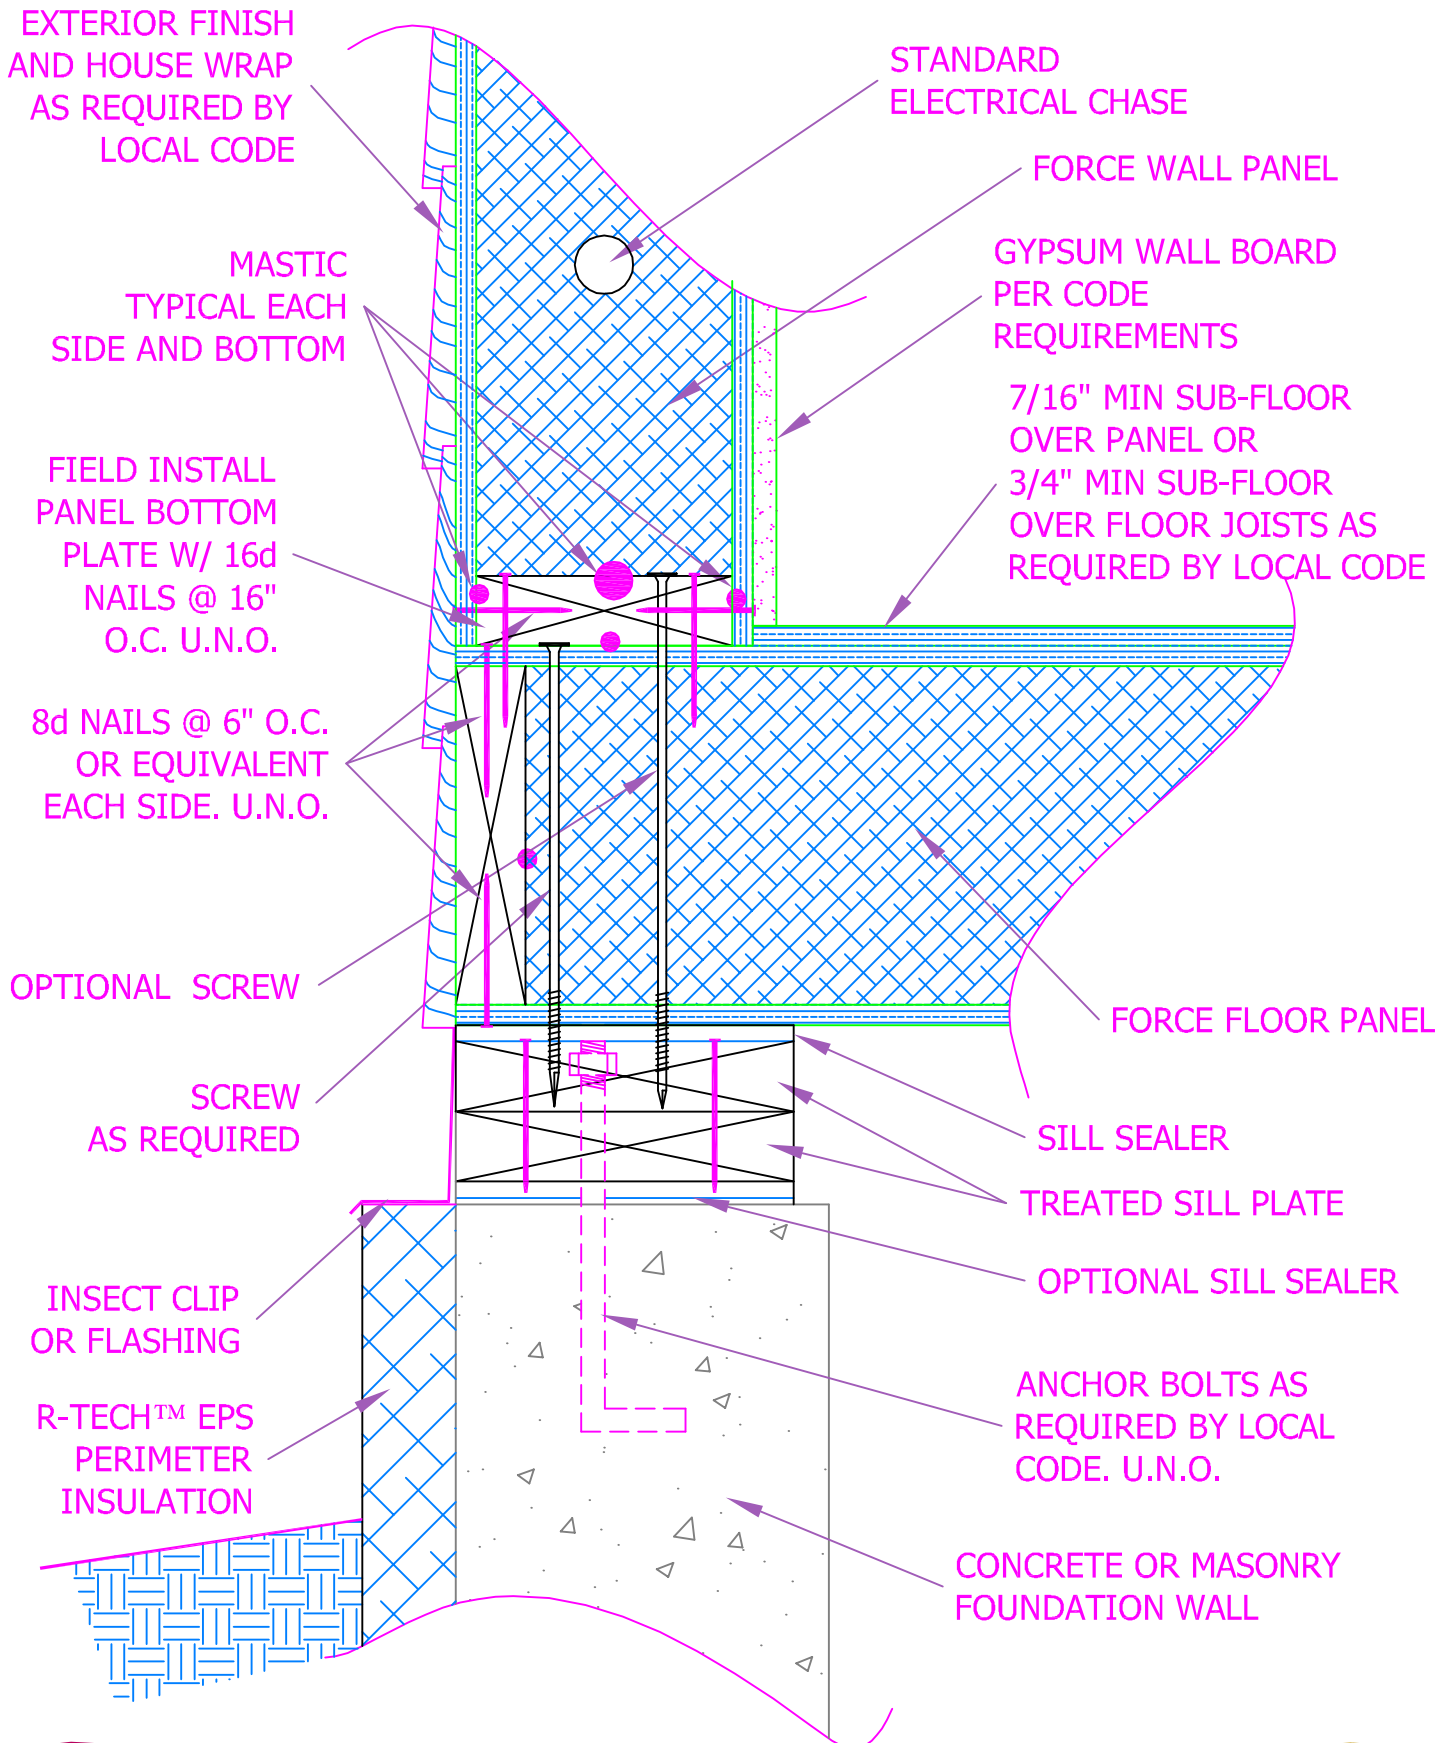 EXTERIOR FINISH
AND HOUSE WRAP
AS REQUIRED BY
LOCAL CODE
STANDARD
ELECTRICAL CHASE
FORCE WALL PANEL
MASTIC
TYPICAL EACH
SIDE AND BOTTOM
GYPSUM WALL BOARD
PER CODE
REQUIREMENTS
7/16" MIN SUB-FLOOR
OVER PANEL OR
3/4" MIN SUB-FLOOR
OVER FLOOR JOISTS AS
REQUIRED BY LOCAL CODE
FIELD INSTALL
PANEL BOTTOM
PLATE W/ 16d
NAILS @ 16"
O.C. U.N.O.
8d NAILS @ 6" O.C.
OR EQUIVALENT
EACH SIDE. U.N.O.
OPTIONAL SCREW
FORCE FLOOR PANEL
SCREW
AS REQUIRED
SILL SEALER
TREATED SILL PLATE
OPTIONAL SILL SEALER
INSECT CLIP
OR FLASHING
ANCHOR BOLTS AS
REQUIRED BY LOCAL
CODE. U.N.O.
R-TECH™ EPS
PERIMETER
INSULATION
CONCRETE OR MASONRY
FOUNDATION WALL